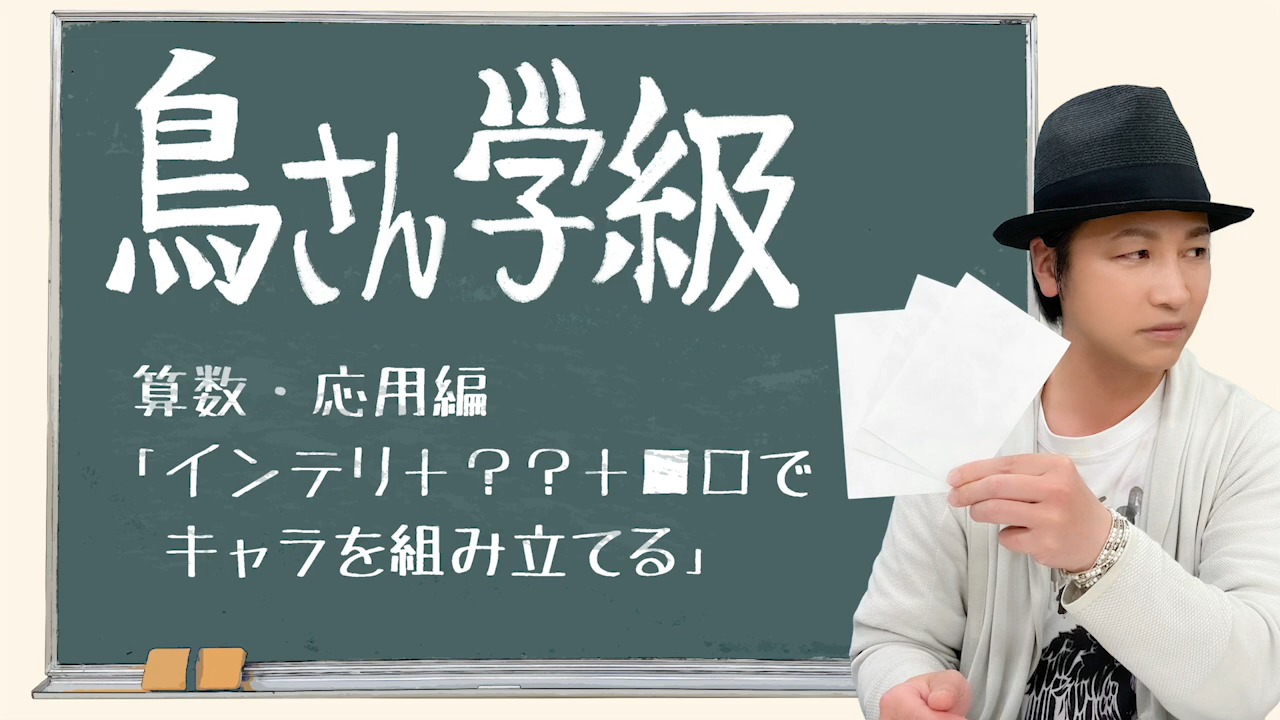 鳥さん学級
算数・応用編
「インテリ＋？？＋■□で
キャラを組み立てる」